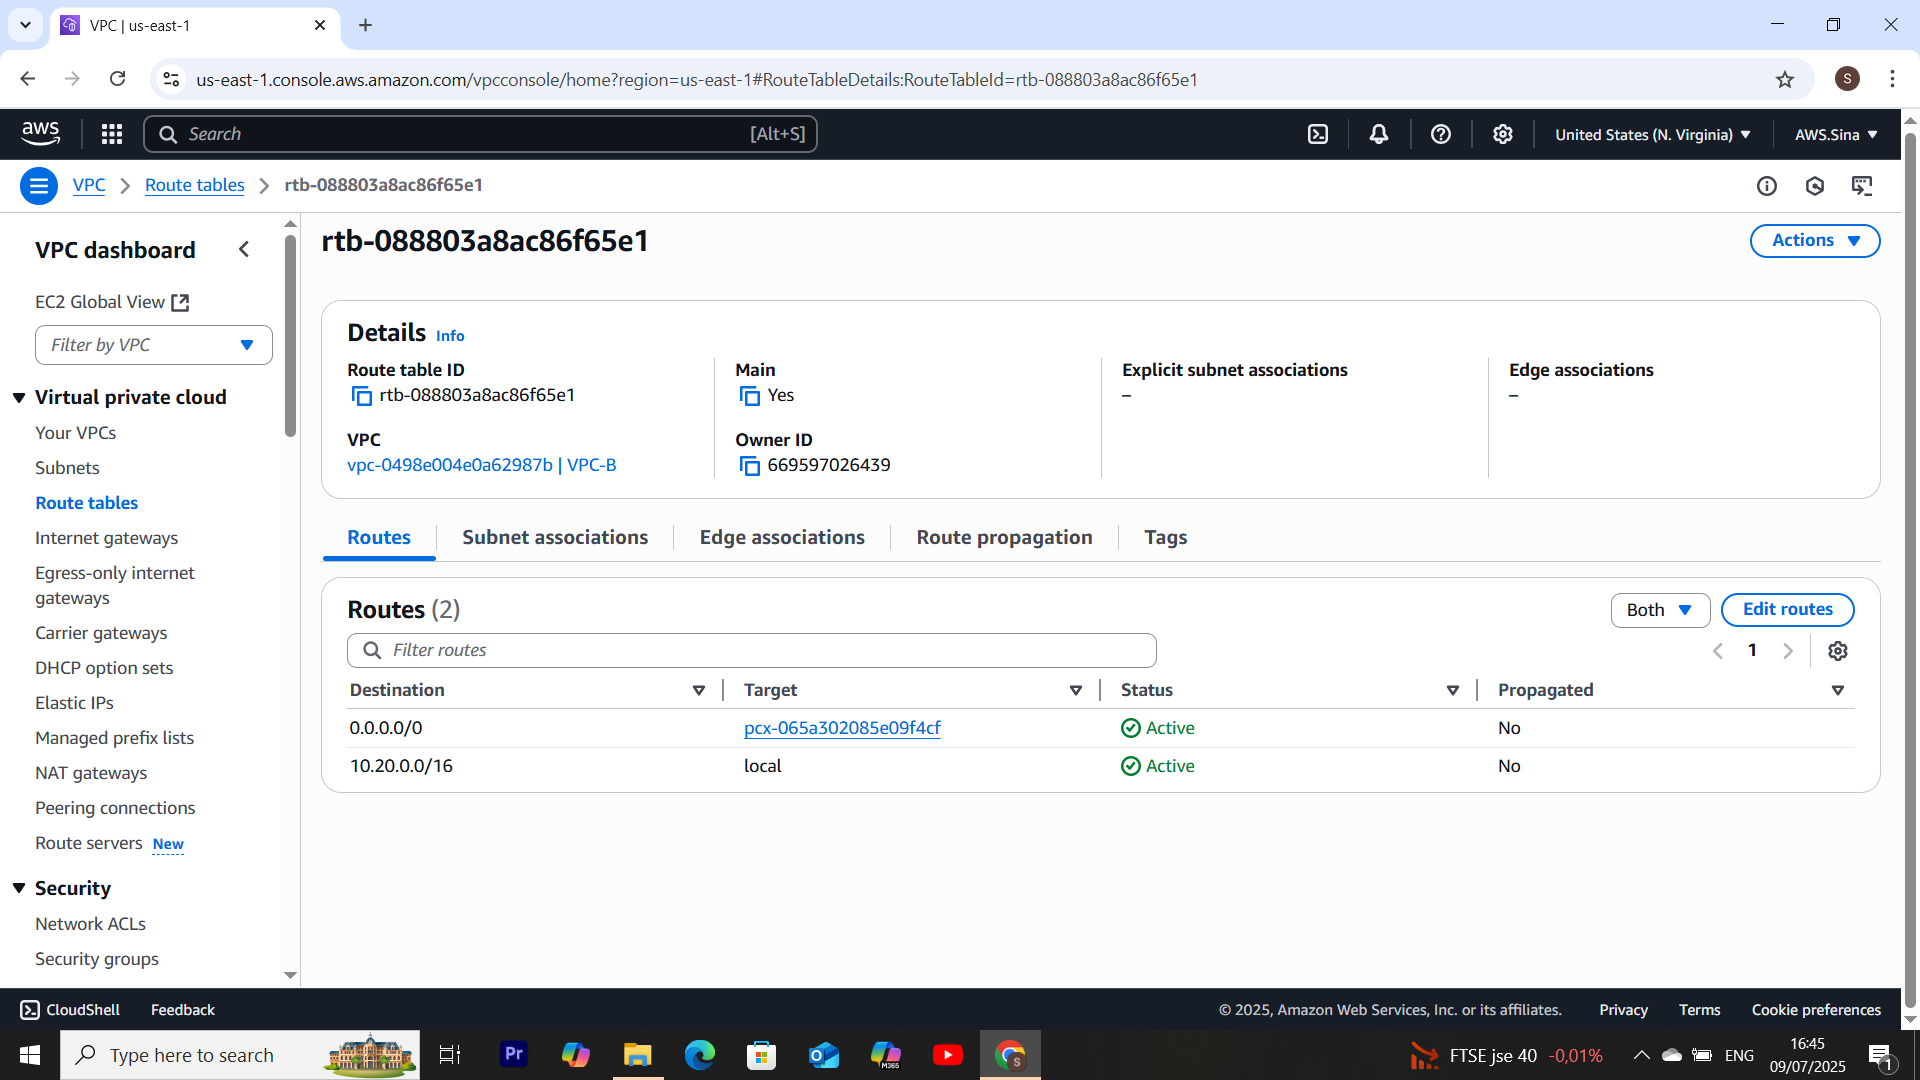 VPC | us-east-1
us-east-1.console.aws.amazon.com/vpcconsole/home?region=us-east-1#RouteTableDetails:RouteTableId=rtb-088803a8ac86f65e1
S
aws
Search
[Alt+S]
United States (N. Virginia)
AWS.Sina
VPC
Route tables
rtb-088803a8ac86f65e1
VPC dashboard
EC2 Global View
Filter by VPC
Virtual private cloud
Your VPCs
Subnets
Route tables
Internet gateways
Egress-only internet
gateways
Carrier gateways
DHCP option sets
Elastic IPs
Managed prefix lists
NAT gateways
Peering connections
Route servers New
Security
Network ACLs
Security groups
rtb-088803a8ac86f65e1
Actions
Details Info
Route table ID
rtb-088803a8ac86f65e1
Main
Yes
Explicit subnet associations
–
Edge associations
–
VPC
vpc-0498e004e0a62987b | VPC-B
Owner ID
669597026439
Routes
Subnet associations
Edge associations
Route propagation
Tags
Routes (2)
Both
Edit routes
Filter routes
1
Destination Target Status Propagated
0.0.0.0/0 pcx-065a302085e09f4cf Active No
10.20.0.0/16 local Active No
CloudShell
Feedback
© 2025, Amazon Web Services, Inc. or its affiliates.
Privacy
Terms
Cookie preferences
Type here to search
Pr
M365
S
FTSE jse 40 -0,01%
ENG
16:45
09/07/2025
1